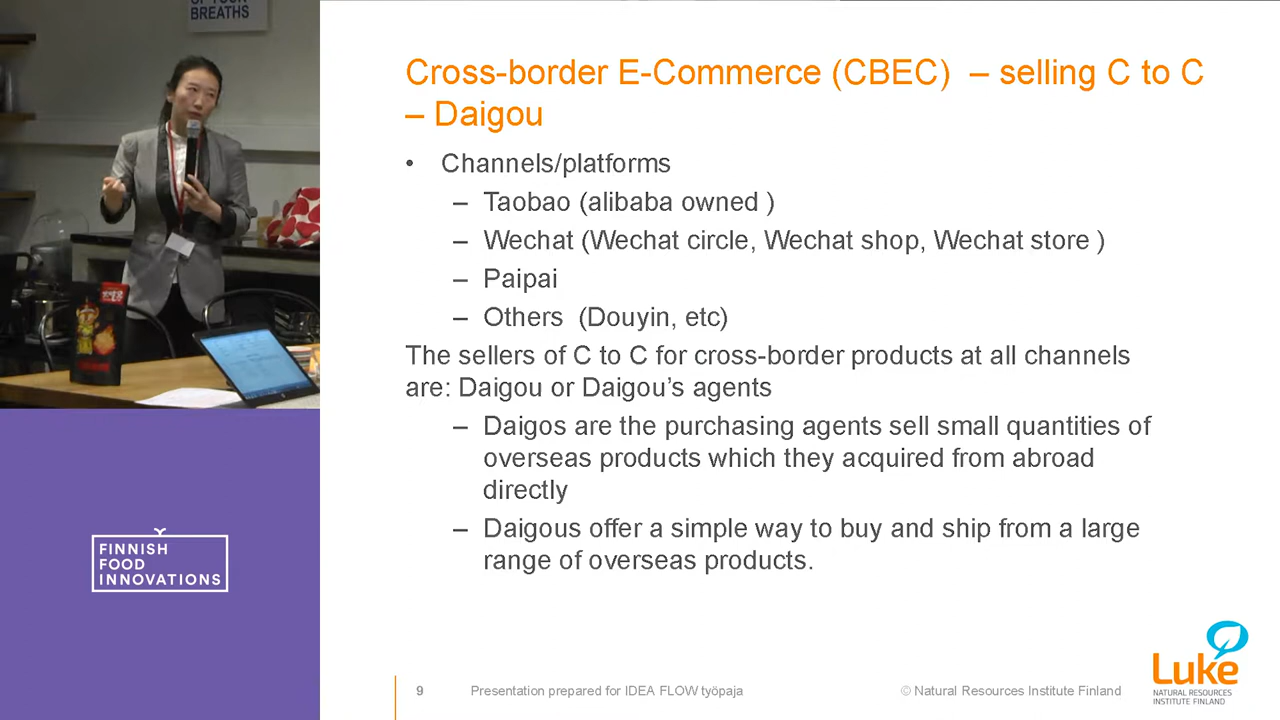 OF YOUR
BREATHS
Cross-border E-Commerce (CBEC) – selling C to C
– Daigou
• Channels/platforms
– Taobao (alibaba owned )
– Wechat (Wechat circle, Wechat shop, Wechat store )
– Paipai
– Others (Douyin, etc)
The sellers of C to C for cross-border products at all channels
are: Daigou or Daigou’s agents
– Daigos are the purchasing agents sell small quantities of
overseas products which they acquired from abroad
directly
– Daigous offer a simple way to buy and ship from a large
range of overseas products.
FINNISH
FOOD
INNOVATIONS
9 Presentation prepared for IDEA FLOW työpaja © Natural Resources Institute Finland
Luke
NATURAL RESOURCES
INSTITUTE FINLAND